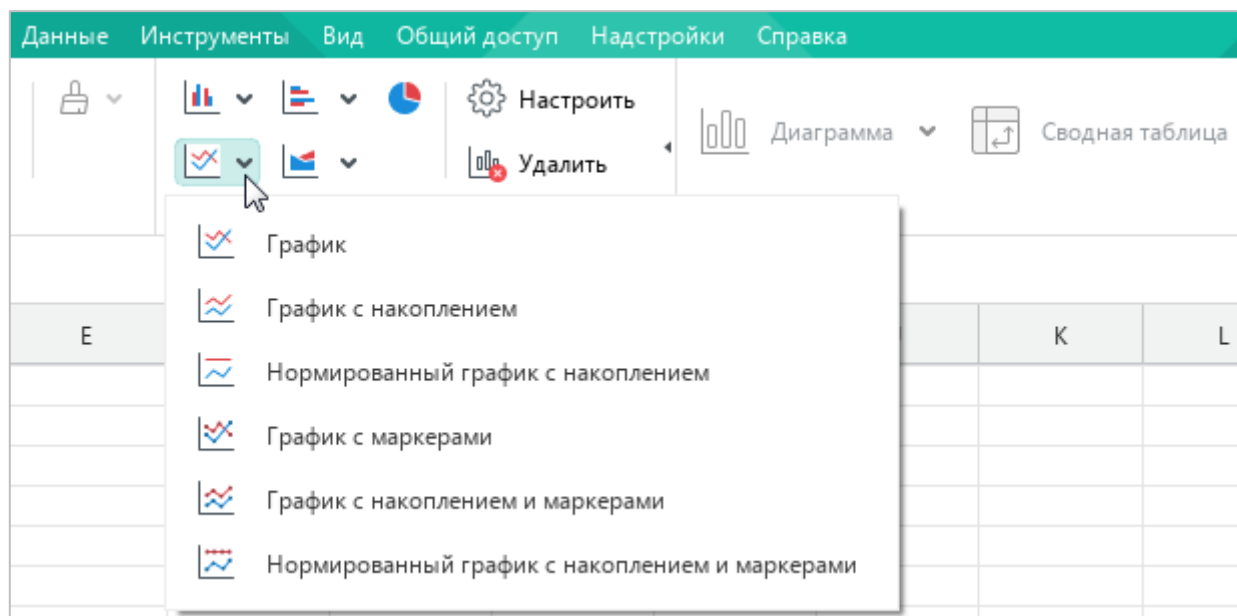 Данные Инструменты Вид Общий доступ Надстройки Справка
Настроить
Диаграмма Сводная таблица
Удалить
График
График с накоплением
E K L
Нормированный график с накоплением
График с маркерами
График с накоплением и маркерами
Нормированный график с накоплением и маркерами